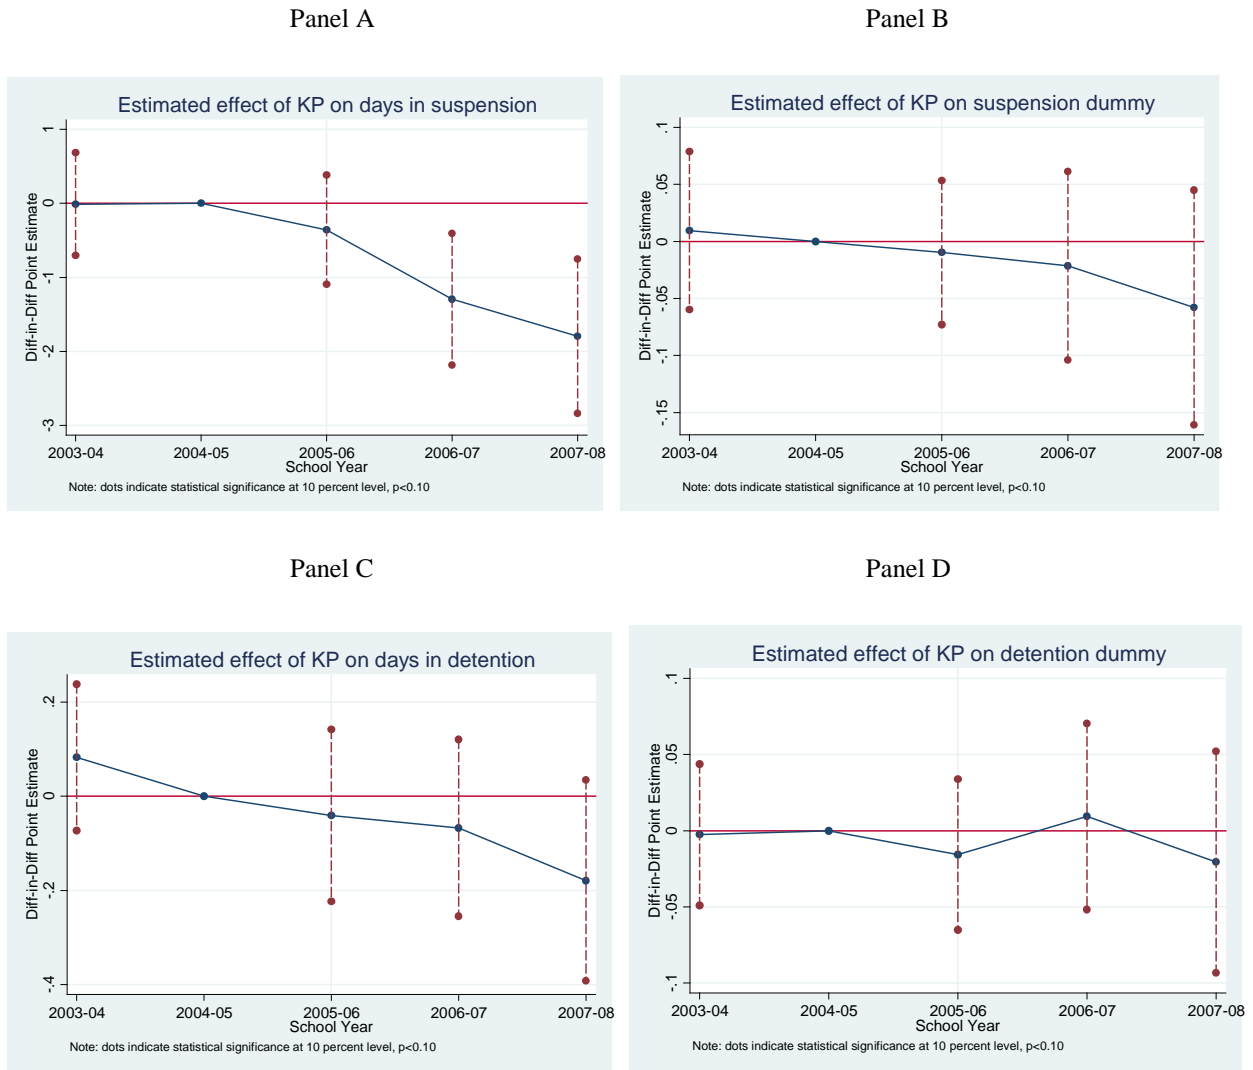 Panel A
Panel B
Estimated effect of KP on days in suspension
Diff-in-Diff Point Estimate
1
0
-.1
.2
-.3
2003-04 2004-05 2005-06 2006-07 2007-08
School Year
Note: dots indicate statistical significance at 10 percent level, p<0.10
Estimated effect of KP on suspension dummy
Diff-in-Diff Point Estimate
.1
.05
0
-.05
-.1
-.15
2003-04 2004-05 2005-06 2006-07 2007-08
School Year
Note: dots indicate statistical significance at 10 percent level, p<0.10
Panel C
Panel D
Estimated effect of KP on days in detention
Diff-in-Diff Point Estimate
.2
0
-.2
-.4
2003-04 2004-05 2005-06 2006-07 2007-08
School Year
Note: dots indicate statistical significance at 10 percent level, p<0.10
Estimated effect of KP on detention dummy
Diff-in-Diff Point Estimate
.1
.05
0
-.05
-.1
2003-04 2004-05 2005-06 2006-07 2007-08
School Year
Note: dots indicate statistical significance at 10 percent level, p<0.10